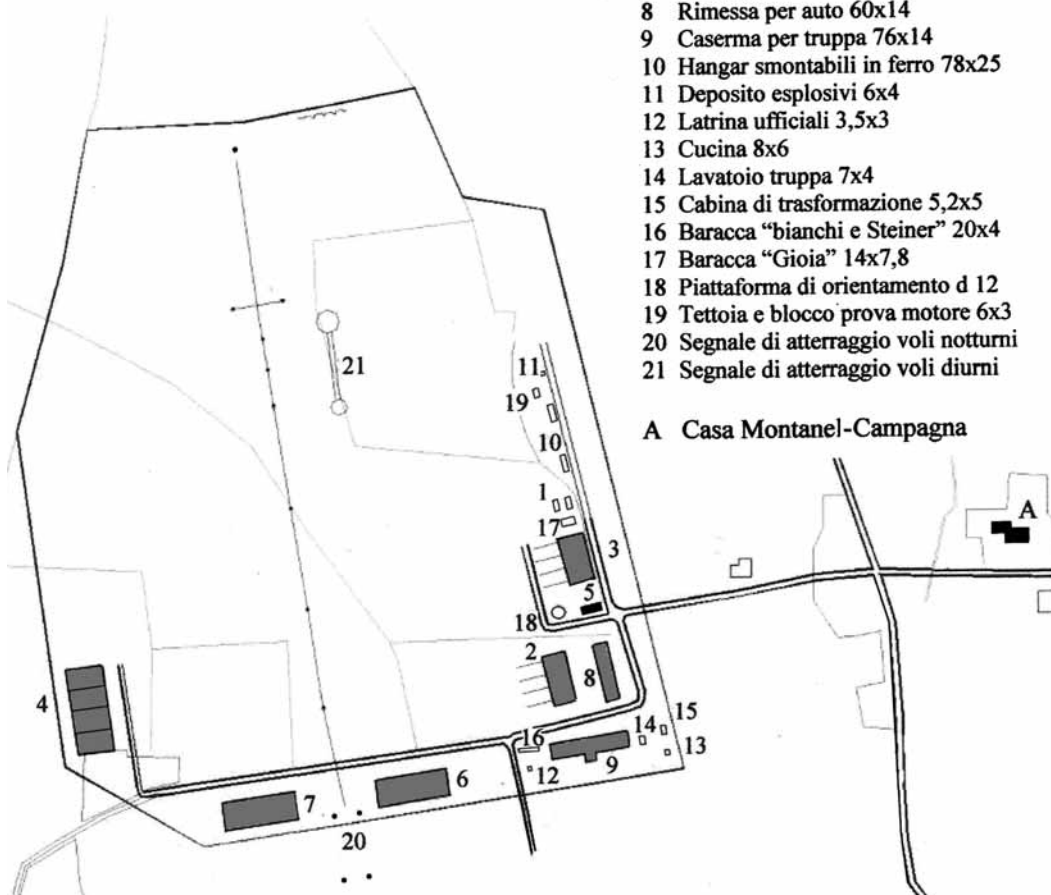 8 Rimessa per auto 60x14
9 Caserma per truppa 76x14
10 Hangar smontabili in ferro 78x25
11 Deposito esplosivi 6x4
12 Latrina ufficiali 3,5x3
13 Cucina 8x6
14 Lavatoio truppa 7x4
15 Cabina di trasformazione 5,2x5
16 Baracca “bianchi e Steiner” 20x4
17 Baracca “Gioia” 14x7,8
18 Piattaforma di orientamento d 12
19 Tettoia e blocco prova motore 6x3
20 Segnale di atterraggio voli notturni
21 Segnale di atterraggio voli diurni
A Casa Montanel-Campagna
21
11
19
10
1
17
3
A
5
18
2
8
4
15
14
16
13
9
12
6
7
20